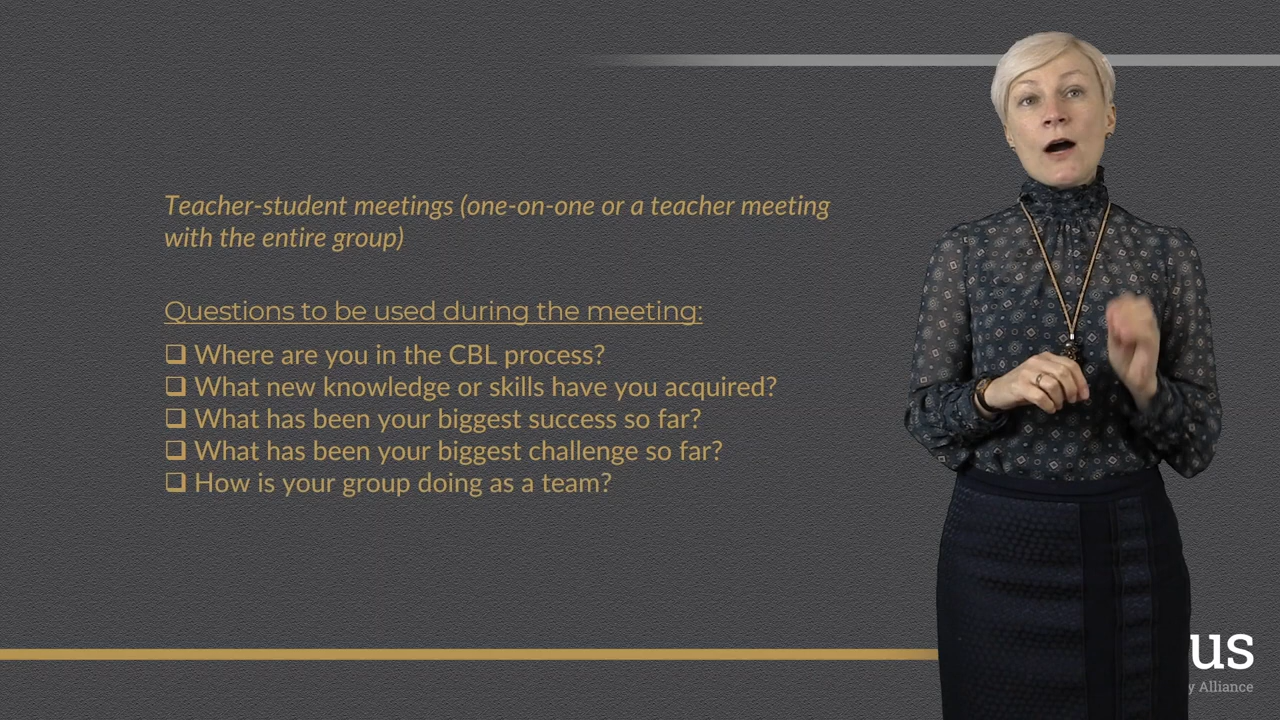 Teacher-student meetings (one-on-one or a teacher meeting
with the entire group)
Questions to be used during the meeting:
❑ Where are you in the CBL process?
❑ What new knowledge or skills have you acquired?
❑ What has been your biggest success so far?
❑ What has been your biggest challenge so far?
❑ How is your group doing as a team?
us
y Alliance